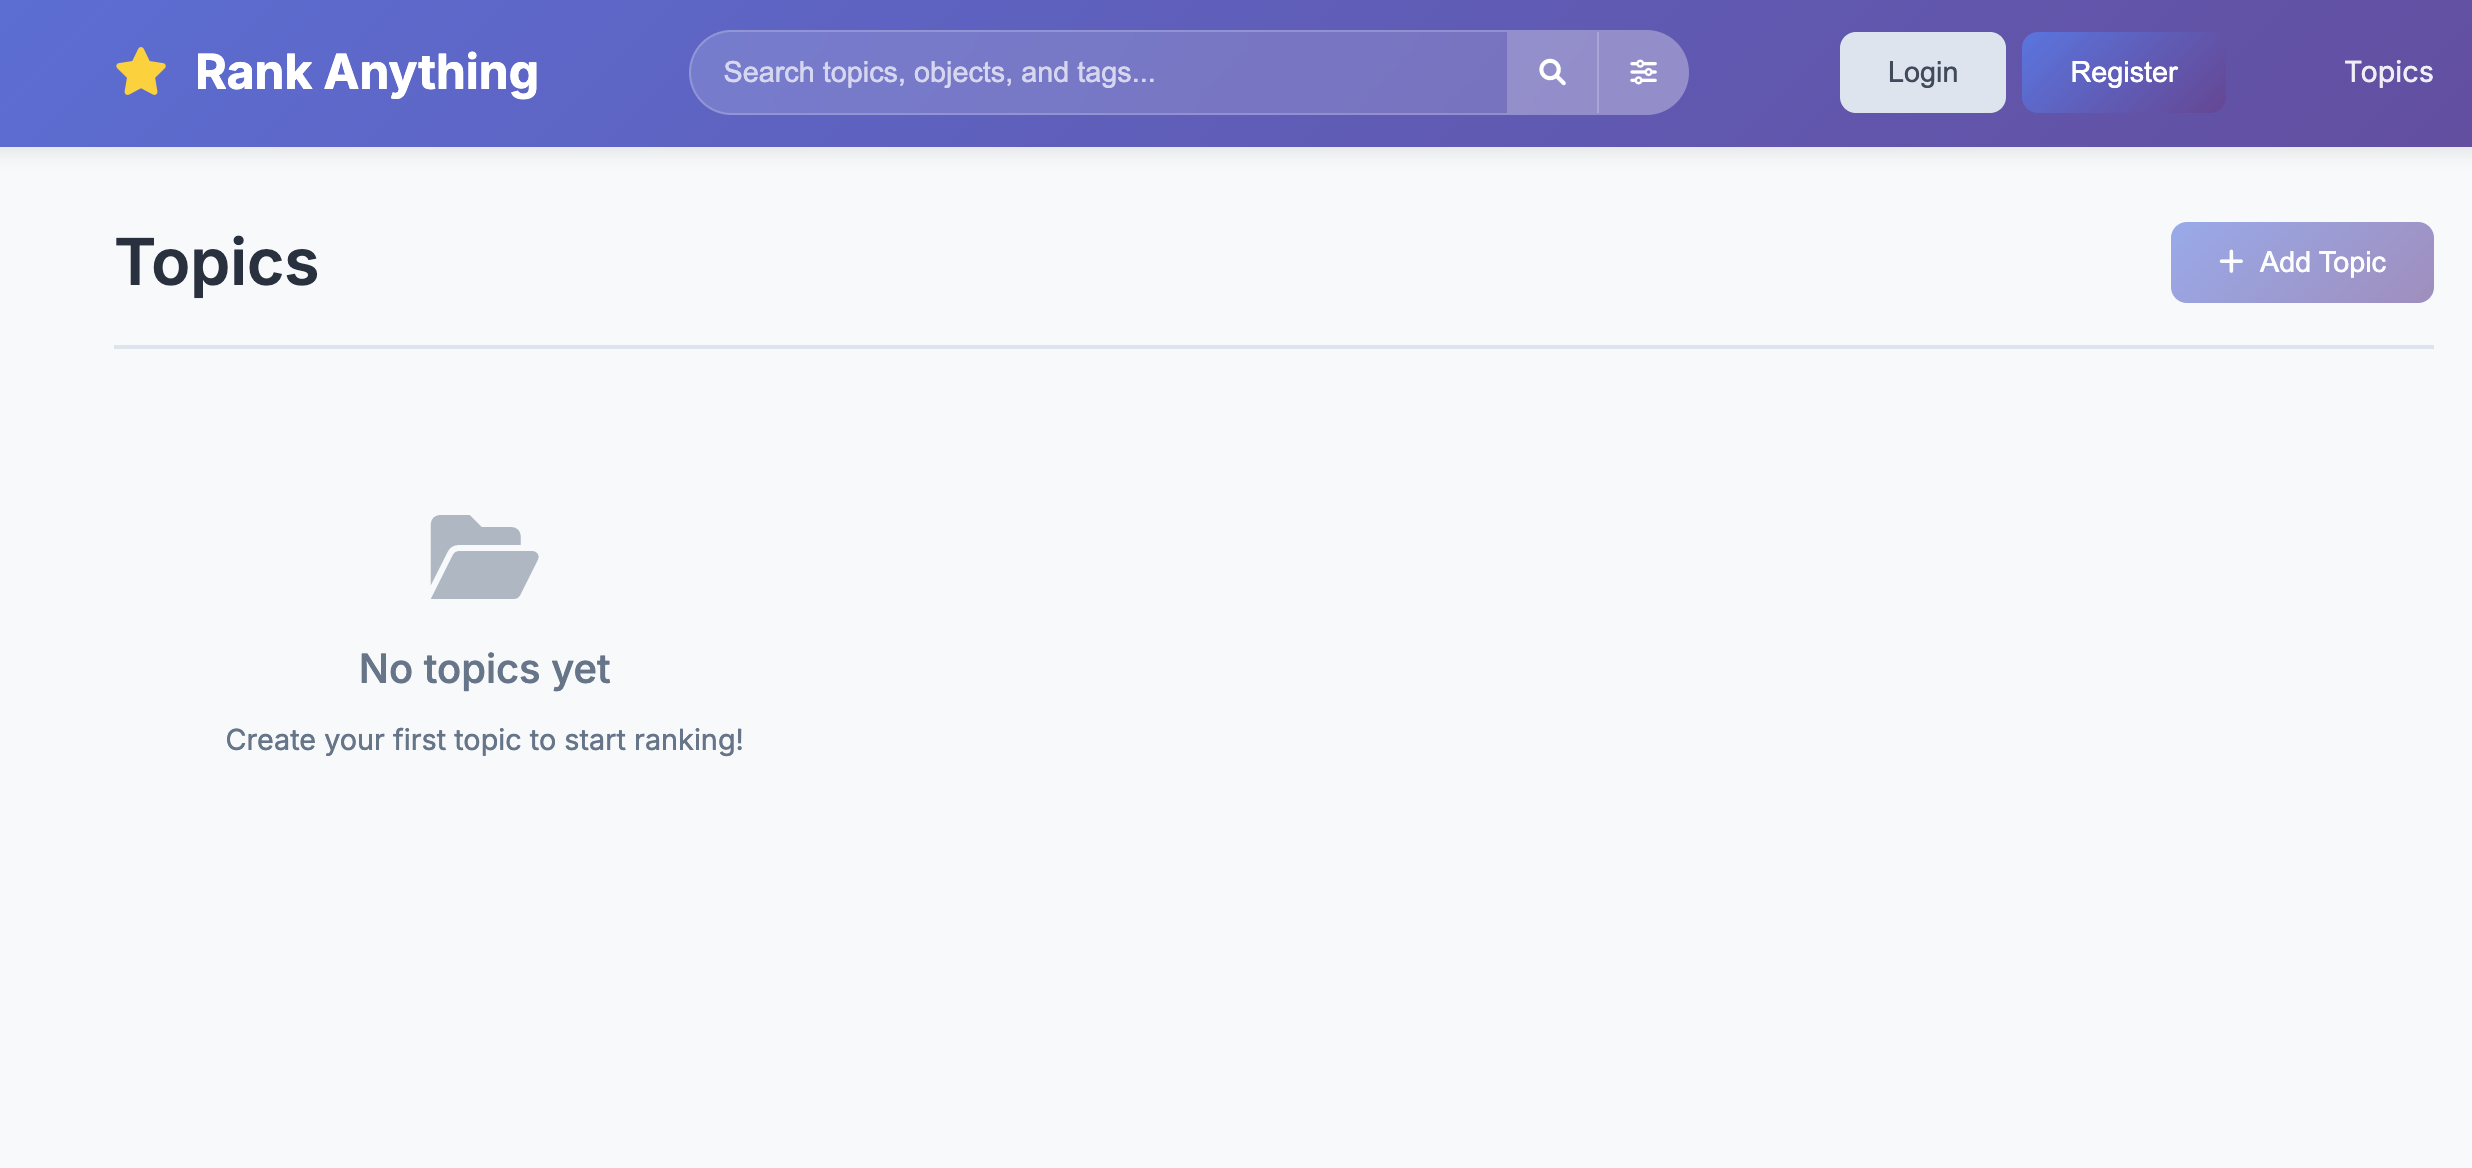 Rank Anything
Search topics, objects, and tags...
Login
Register
Topics
Topics
Add Topic
No topics yet
Create your first topic to start ranking!